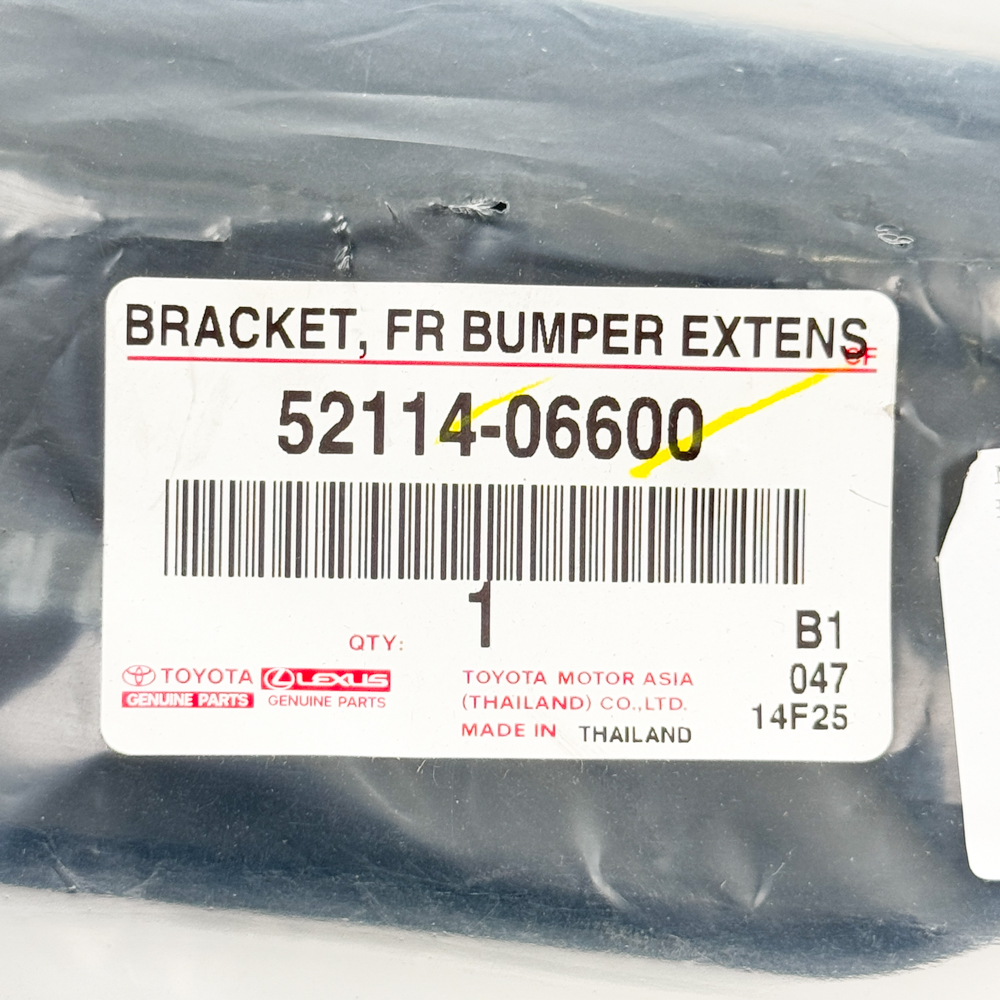 BRACKET, FR BUMPER EXTENS
CF
52114-06600
1
QTY:
B1
TOYOTA LEXUS
GENUINE PARTS GENUINE PARTS
TOYOTA MOTOR ASIA
(THAILAND) CO.,LTD.
MADE IN THAILAND
047
14F25